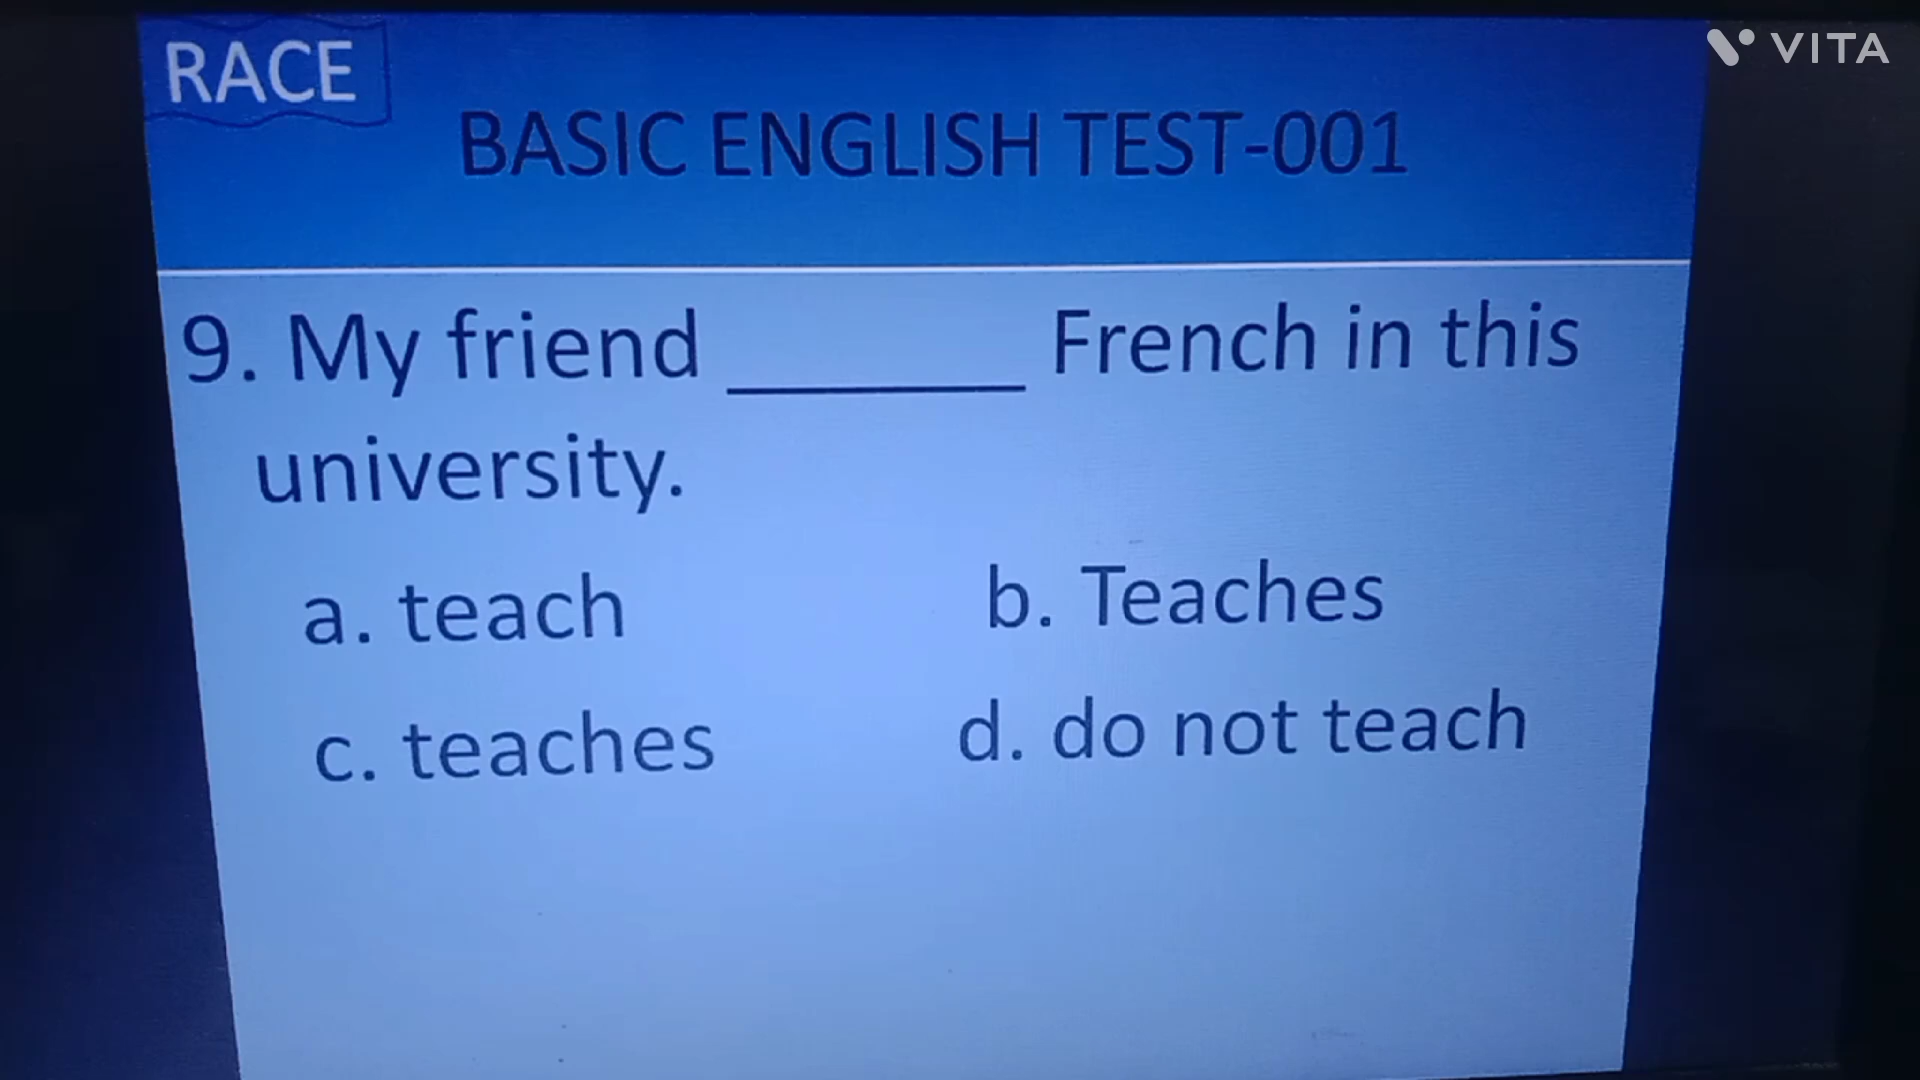 RACE
VITA
BASIC ENGLISH TEST-001
9. My friend ______ French in this
university.
a. teach b. Teaches
c. teaches d. do not teach